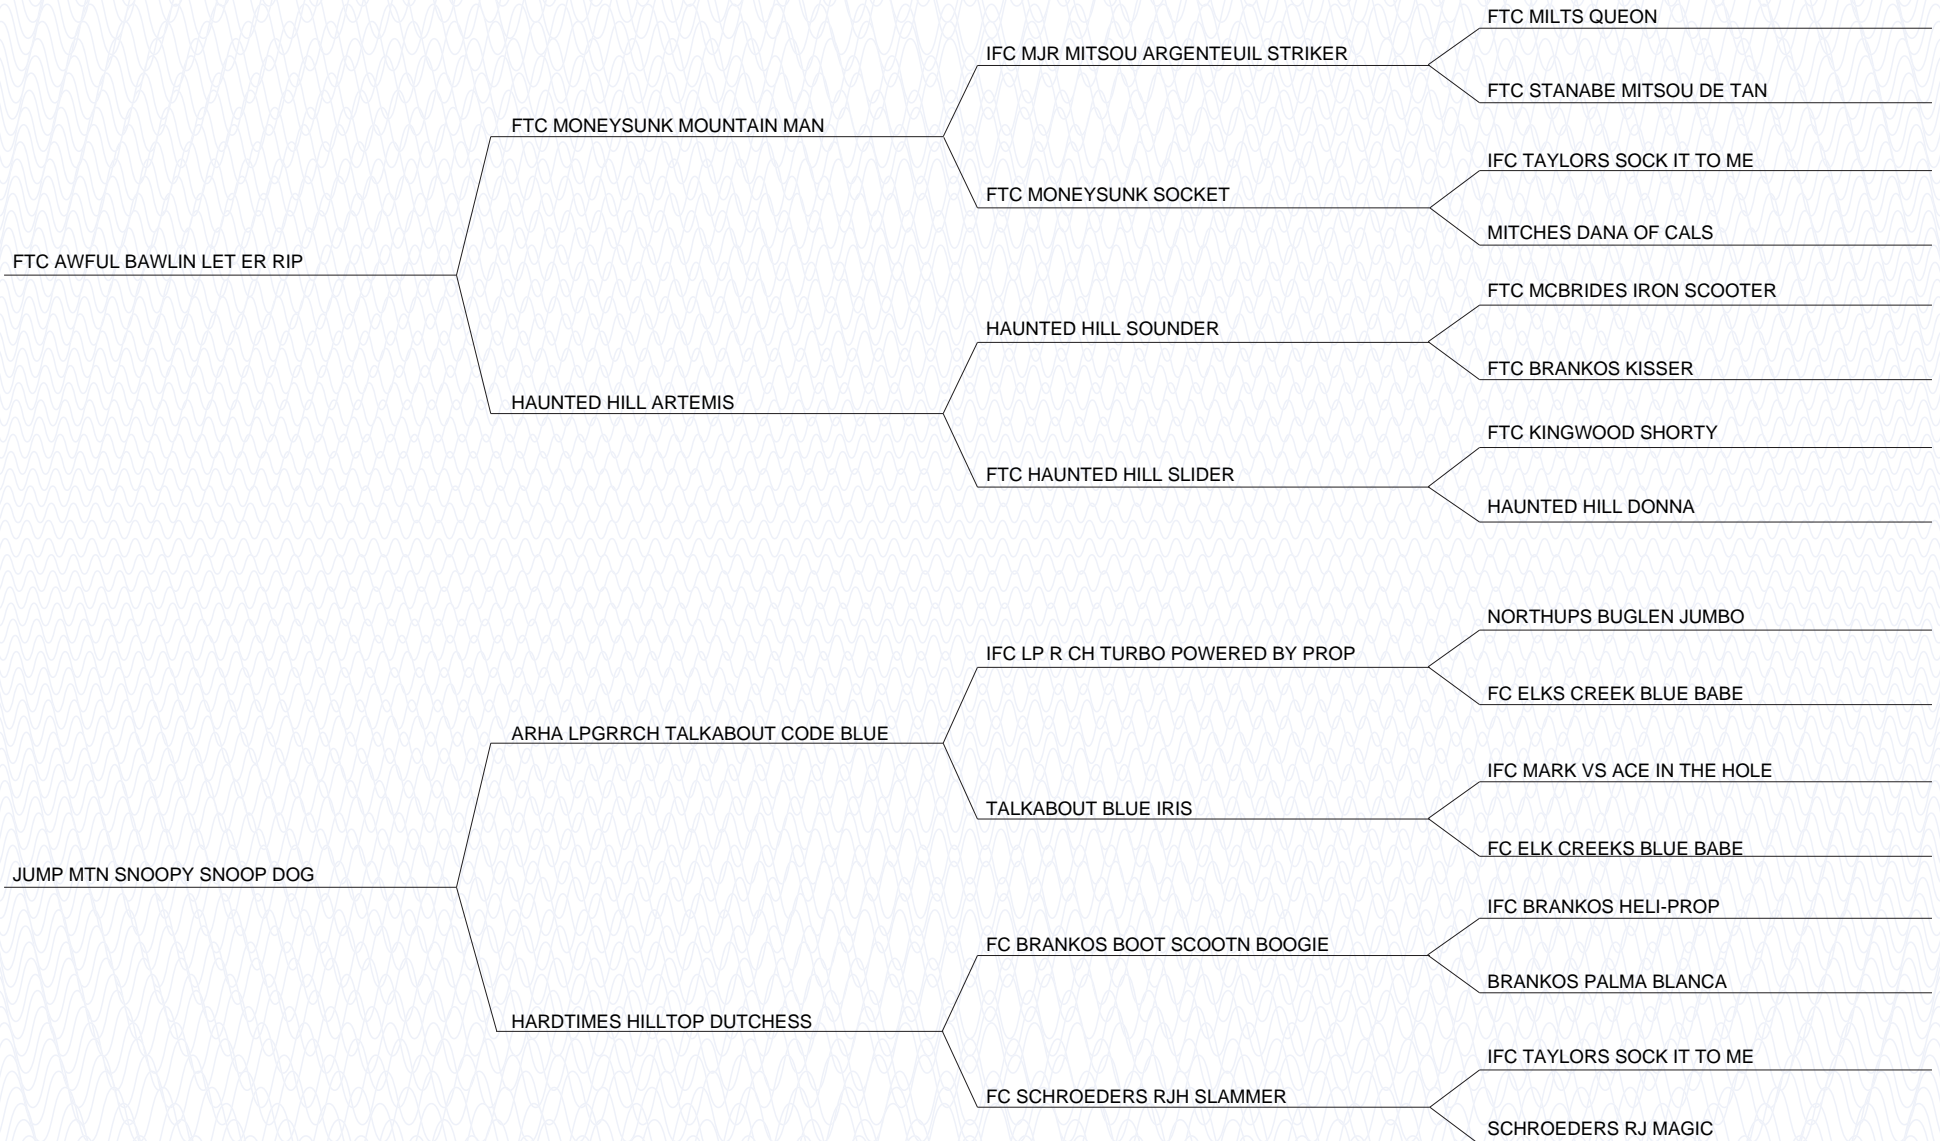 FTC MILTS QUEON
IFC MJR MITSOU ARGENTEUIL STRIKER
FTC STANABE MITSOU DE TAN
FTC MONEYSUNK MOUNTAIN MAN
IFC TAYLORS SOCK IT TO ME
FTC MONEYSUNK SOCKET
MITCHES DANA OF CALS
FTC AWFUL BAWLIN LET ER RIP
FTC MCBRIDES IRON SCOOTER
HAUNTED HILL SOUNDER
FTC BRANKOS KISSER
HAUNTED HILL ARTEMIS
FTC KINGWOOD SHORTY
FTC HAUNTED HILL SLIDER
HAUNTED HILL DONNA
NORTHUPS BUGLEN JUMBO
IFC LP R CH TURBO POWERED BY PROP
FC ELKS CREEK BLUE BABE
ARHA LPGRRCH TALKABOUT CODE BLUE
IFC MARK VS ACE IN THE HOLE
TALKABOUT BLUE IRIS
FC ELK CREEKS BLUE BABE
JUMP MTN SNOOPY SNOOP DOG
IFC BRANKOS HELI-PROP
FC BRANKOS BOOT SCOOTN BOOGIE
BRANKOS PALMA BLANCA
HARDTIMES HILLTOP DUTCHESS
IFC TAYLORS SOCK IT TO ME
FC SCHROEDERS RJH SLAMMER
SCHROEDERS RJ MAGIC